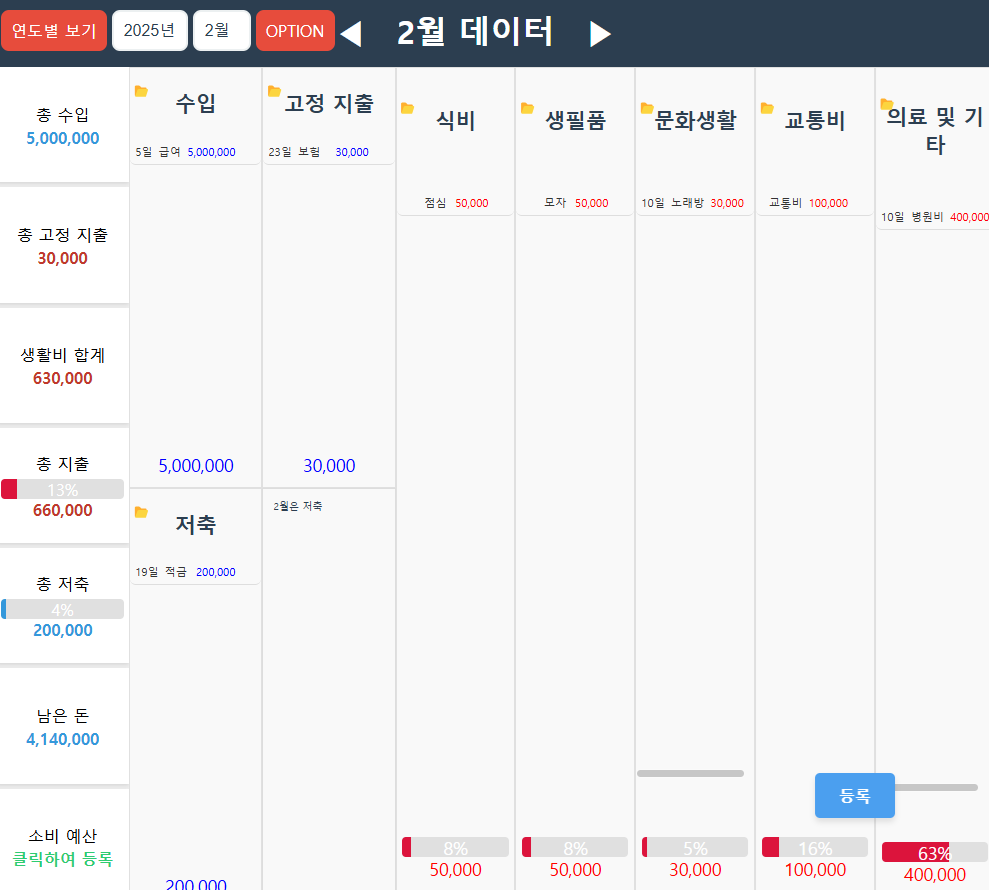 연도별 보기 2025년 2월 OPTION ◀ 2월 데이터 ▶
총 수입
5,000,000
총 고정 지출
30,000
생활비 합계
630,000
총 지출
13%
660,000
총 저축
4%
200,000
남은 돈
4,140,000
소비 예산
클릭하여 등록
수입
5일 급여 5,000,000
5,000,000
고정 지출
23일 보험 30,000
30,000
저축
19일 적금 200,000
200,000
2월은 저축
식비
점심 50,000
8%
50,000
생필품
모자 50,000
8%
50,000
문화생활
10일 노래방 30,000
5%
30,000
교통비
교통비 100,000
16%
100,000
의료 및 기
타
10일 병원비 400,000
63%
400,000
등록